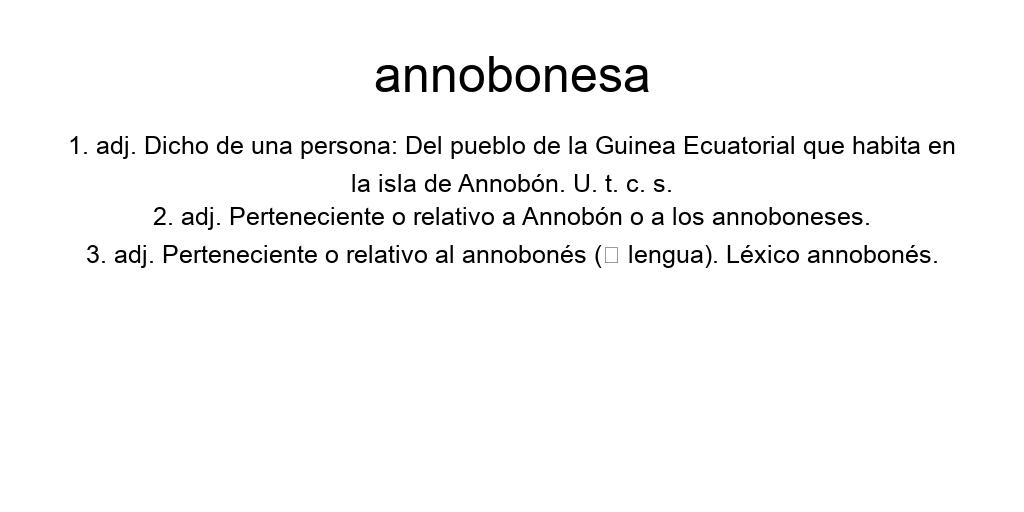 annobonesa
1. adj. Dicho de una persona: Del pueblo de la Guinea Ecuatorial que habita en
la isla de Annobón. U. t. c. s.
2. adj. Perteneciente o relativo a Annobón o a los annoboneses.
3. adj. Perteneciente o relativo al annobonés (□ lengua). Léxico annobonés.